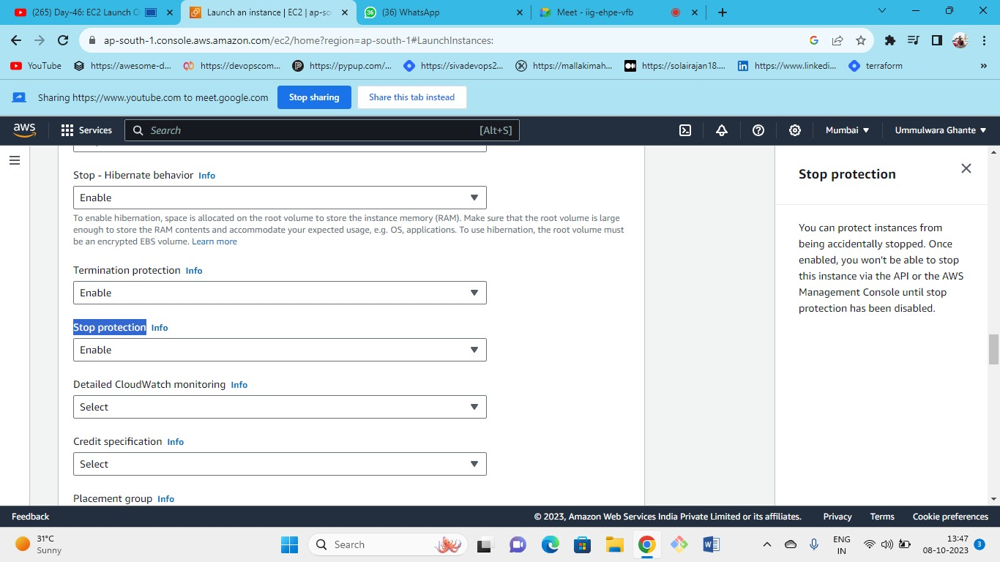 (265) Day-46: EC2 Launch O
Launch an instance | EC2 | ap-so
36
(36) WhatsApp
Meet - iig-ehpe-vfb
ap-south-1.console.aws.amazon.com/ec2/home?region=ap-south-1#LaunchInstances:
YouTube
https://awesome-d...
https://devopscom...
https://pypup.com/...
https://sivadevops2...
https://mallakimah...
https://solairajan18....
https://www.linkedi...
terraform
»
Sharing https://www.youtube.com to meet.google.com
Stop sharing
Share this tab instead
aws
Services
Search
[Alt+S]
Mumbai
Ummulwara Ghante
Stop - Hibernate behavior Info
Enable
To enable hibernation, space is allocated on the root volume to store the instance memory (RAM). Make sure that the root volume is large
enough to store the RAM contents and accommodate your expected usage, e.g. OS, applications. To use hibernation, the root volume must
be an encrypted EBS volume. Learn more
Termination protection Info
Enable
Stop protection Info
Enable
Detailed CloudWatch monitoring Info
Select
Credit specification Info
Select
Placement group Info
Stop protection
You can protect instances from
being accidentally stopped. Once
enabled, you won't be able to stop
this instance via the API or the AWS
Management Console until stop
protection has been disabled.
Feedback
© 2023, Amazon Web Services India Private Limited or its affiliates.
Privacy
Terms
Cookie preferences
31°C
Sunny
Search
ENG
IN
13:47
08-10-2023
3